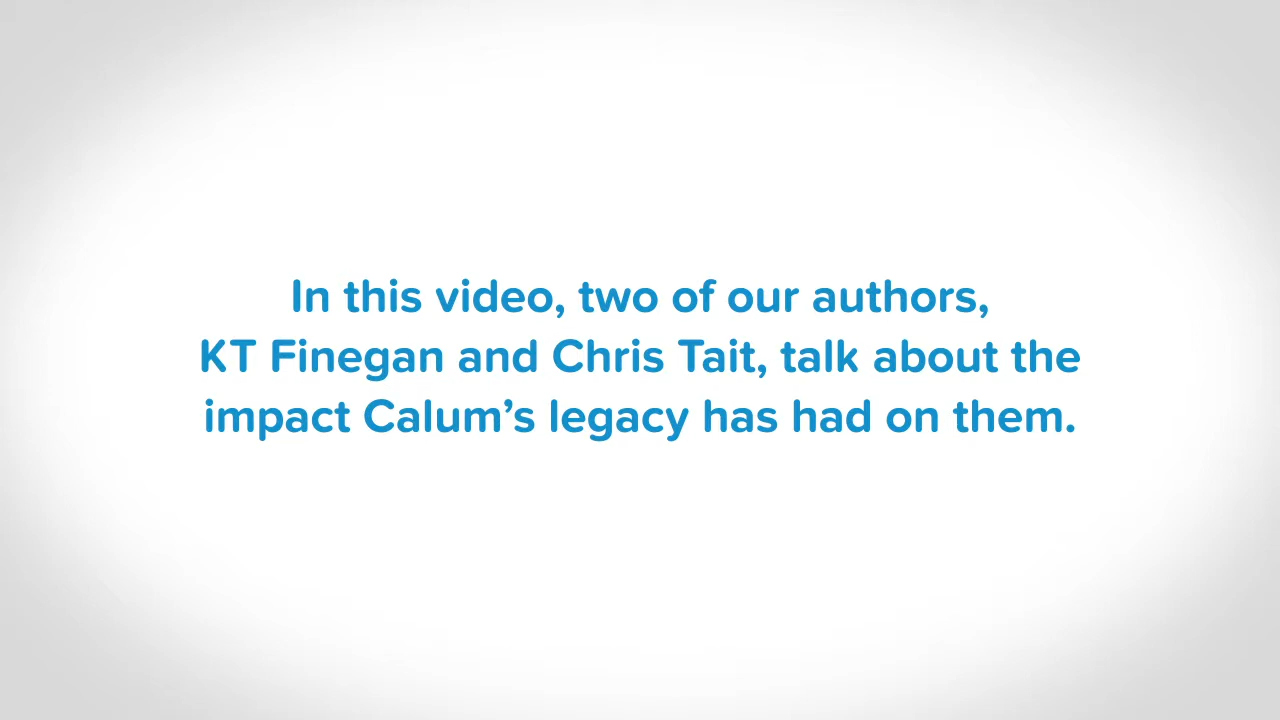 In this video, two of our authors,
KT Finegan and Chris Tait, talk about the
impact Calum’s legacy has had on them.